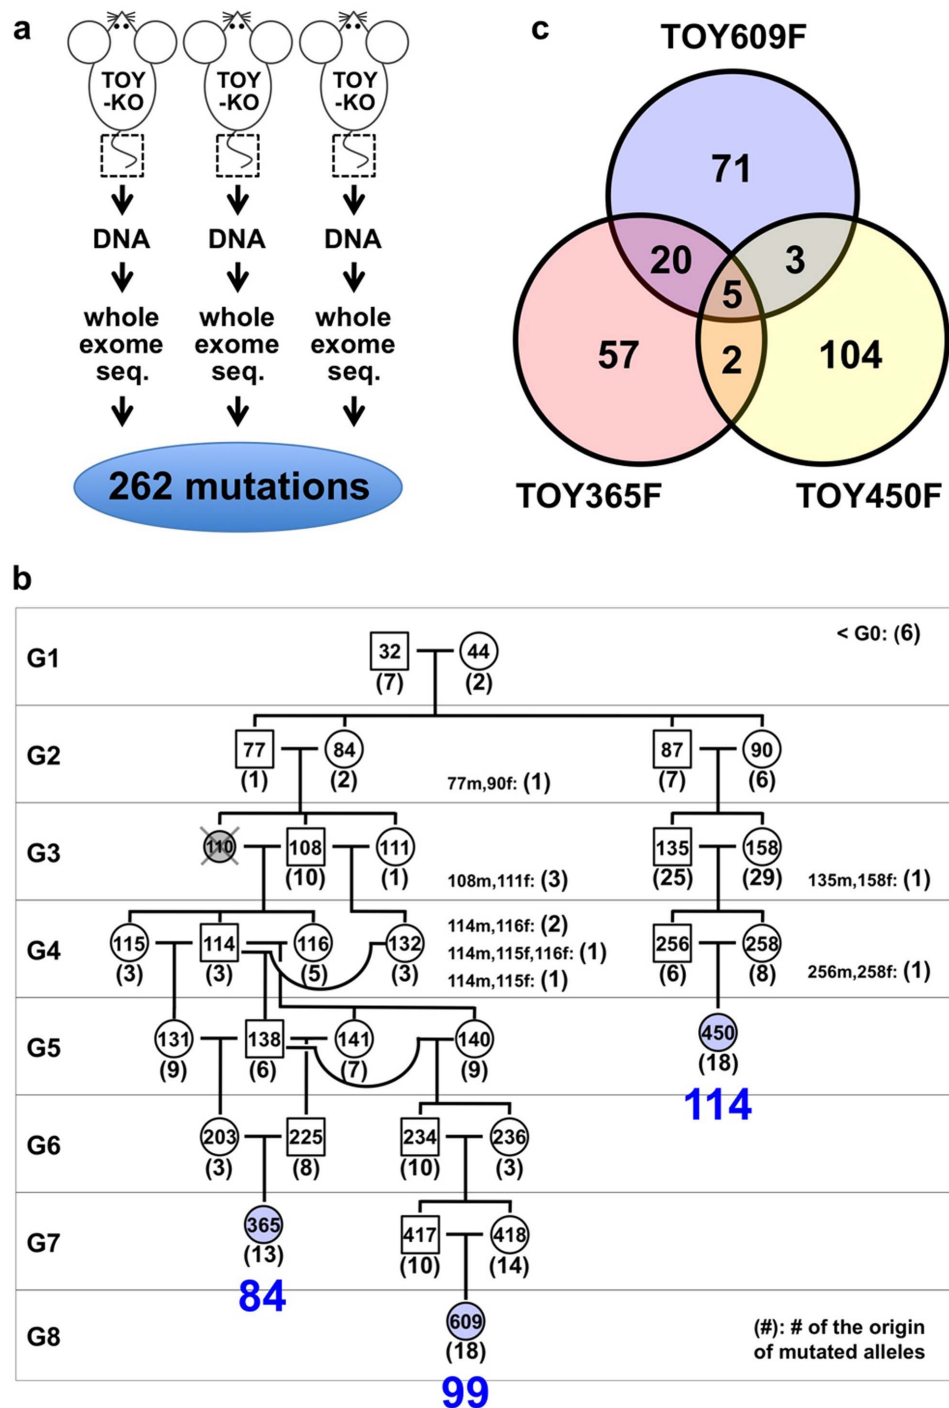 a
TOY
-KO
TOY
-KO
TOY
-KO
DNA
DNA
DNA
whole
exome
seq.
whole
exome
seq.
whole
exome
seq.
262 mutations
c
TOY609F
71
20
3
5
57
2
104
TOY365F
TOY450F
b
G1
32
(7)
44
(2)
< G0: (6)
G2
77
(1)
84
(2)
77m,90f: (1)
87
(7)
90
(6)
G3
110
108
(10)
111
(1)
108m,111f: (3)
135
(25)
158
(29)
135m,158f: (1)
G4
115
(3)
114
(3)
116
(5)
132
(3)
114m,116f: (2)
114m,115f,116f: (1)
114m,115f: (1)
256
(6)
258
(8)
256m,258f: (1)
G5
131
(9)
138
(6)
141
(7)
140
(9)
450
(18)
114
G6
203
(3)
225
(8)
234
(10)
236
(3)
G7
365
(13)
84
417
(10)
418
(14)
G8
609
(18)
99
(#): # of the origin
of mutated alleles